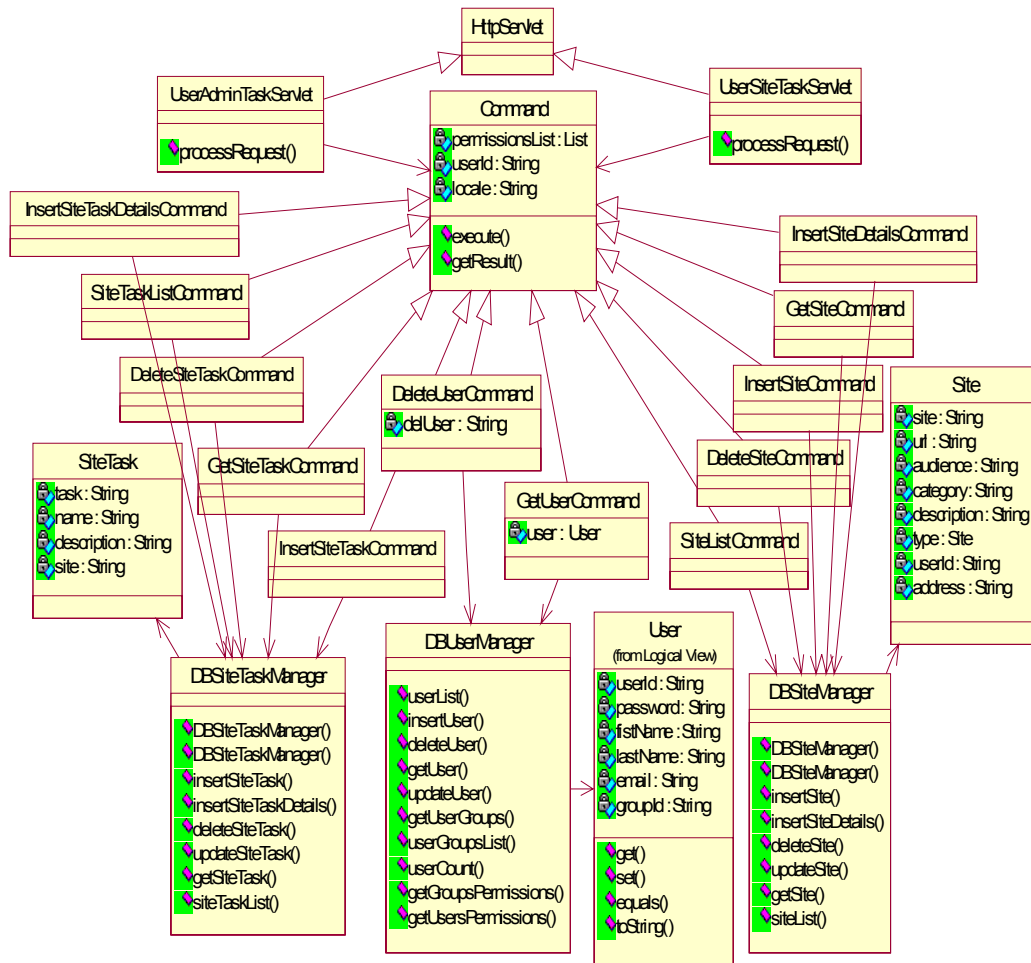 HttpServlet
UserAdminTaskServlet
processRequest()
UserSiteTaskServlet
processRequest()
Command
permissionsList : List
userId : String
locale : String
execute()
getResult()
InsertSiteTaskDetailsCommand
SiteTaskListCommand
DeleteSiteTaskCommand
GetSiteTaskCommand
InsertSiteTaskCommand
DeleteUserCommand
delUser : String
GetUserCommand
user : User
InsertSiteDetailsCommand
GetSiteCommand
InsertSiteCommand
DeleteSiteCommand
SiteListCommand
SiteTask
task : String
name : String
description : String
site : String
Site
site : String
url : String
audience : String
category : String
description : String
type : Site
userId : String
address : String
DBSiteTaskManager
DBSiteTaskManager()
DBSiteTaskManager()
insertSiteTask()
insertSiteTaskDetails()
deleteSiteTask()
updateSiteTask()
getSiteTask()
siteTaskList()
DBUserManager
userList()
insertUser()
deleteUser()
getUser()
updateUser()
getUserGroups()
userGroupsList()
userCount()
getGroupsPermissions()
getUsersPermissions()
User
(from Logical View)
userId : String
password : String
fistName : String
lastName : String
email : String
groupId : String
get()
set()
equals()
toString()
DBSiteManager
DBSiteManager()
DBSiteManager()
insertSite()
insertSiteDetails()
deleteSite()
updateSite()
getSite()
siteList()